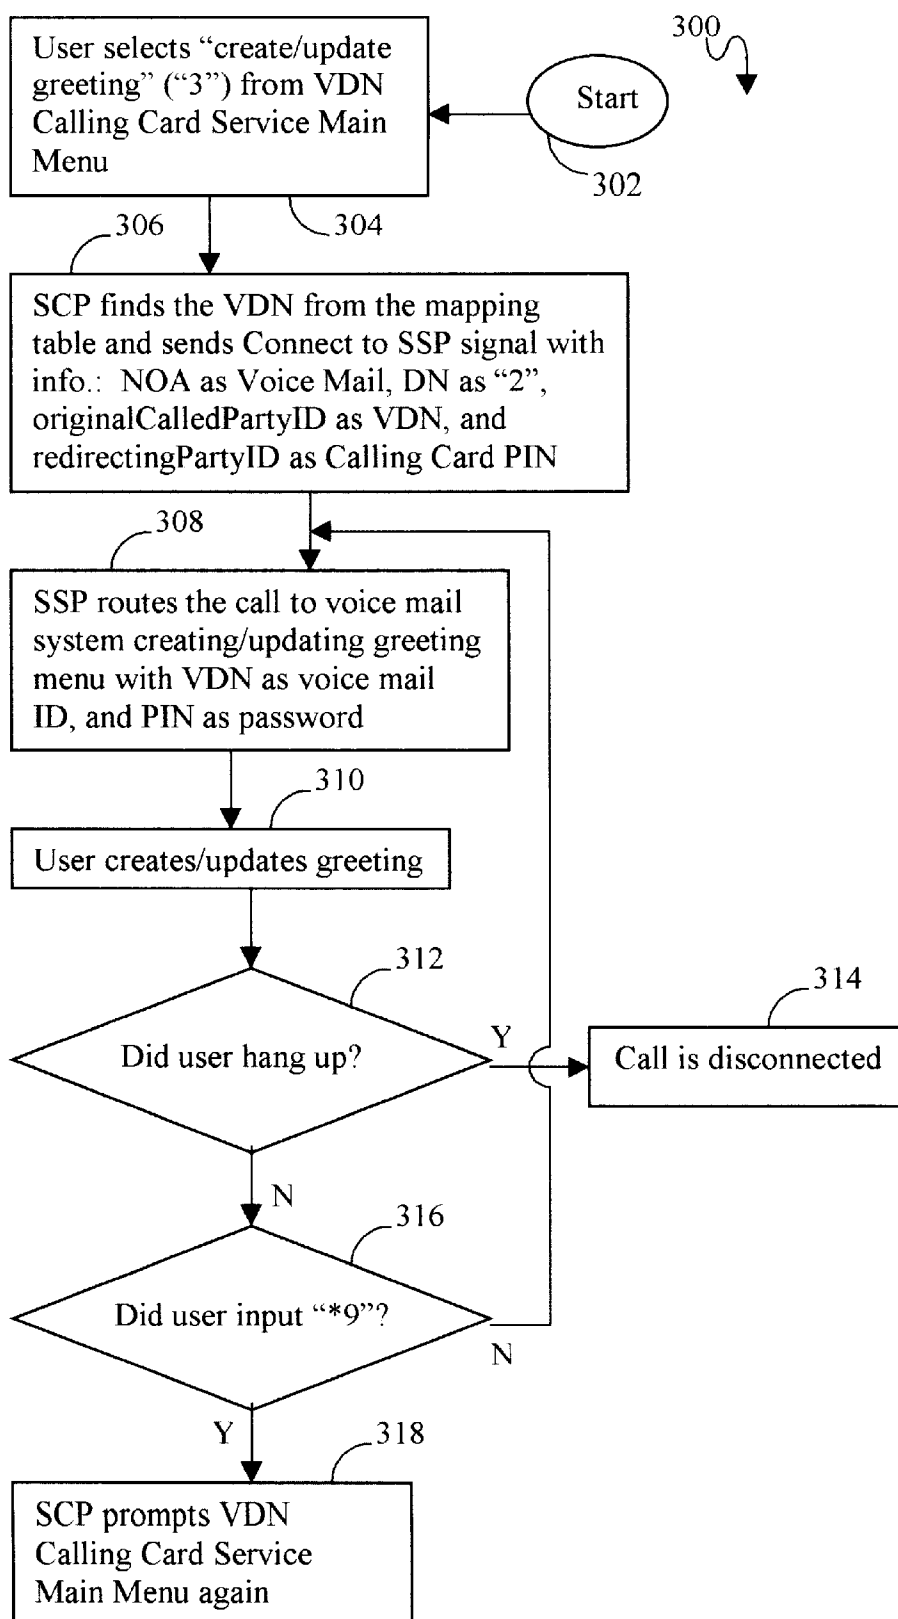 300
Start
302
User selects “create/update
greeting” (“3”) from VDN
Calling Card Service Main
Menu
304
306
SCP finds the VDN from the mapping
table and sends Connect to SSP signal with
info.: NOA as Voice Mail, DN as “2”,
originalCalledPartyID as VDN, and
redirectingPartyID as Calling Card PIN
308
SSP routes the call to voice mail
system creating/updating greeting
menu with VDN as voice mail
ID, and PIN as password
310
User creates/updates greeting
312
Did user hang up?
Y
314
Call is disconnected
N
316
Did user input “*9”?
N
Y
318
SCP prompts VDN
Calling Card Service
Main Menu again